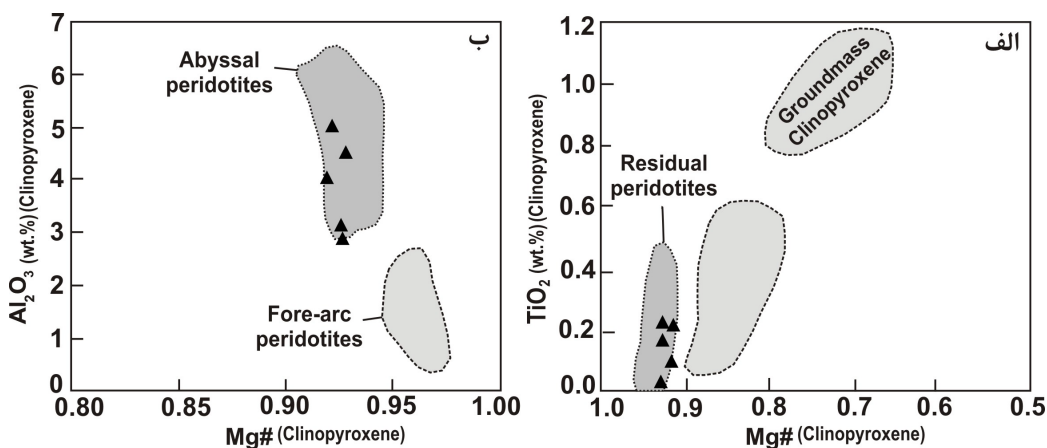 ب
7
6
5
4
3
2
1
0
Al₂O₃ (wt.%) (Clinopyroxene)
Abyssal
peridotites
Fore-arc
peridotites
0.80 0.85 0.90 0.95 1.00
Mg# (Clinopyroxene)
الف
1.2
1.0
0.8
0.6
0.4
0.2
0.0
TiO₂ (wt.%) (Clinopyroxene)
Groundmass
Clinopyroxene
Residual
peridotites
1.0 0.9 0.8 0.7 0.6 0.5
Mg# (Clinopyroxene)